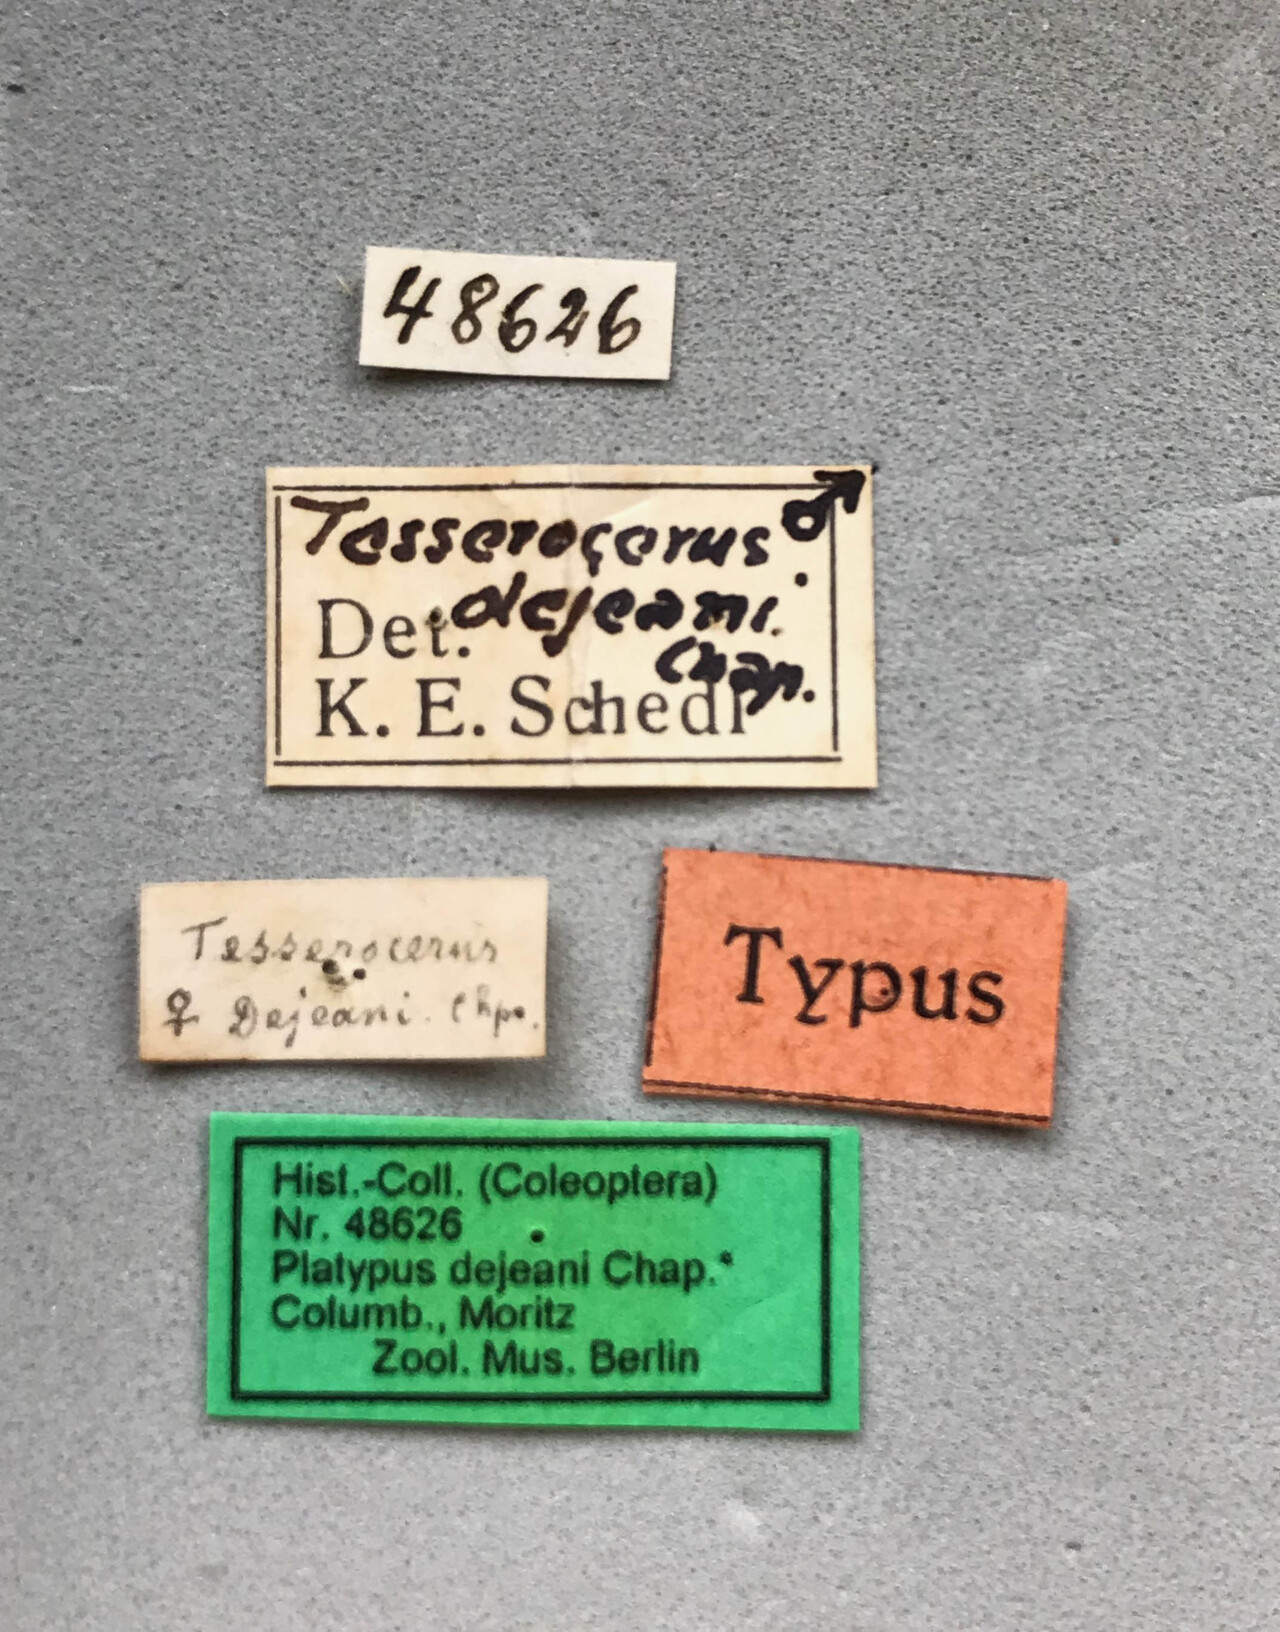 48626
Tesserocerus ♂
Det. dejeani.
Chap.
K. E. Schedl
Tesserocerus
♀ Dejeani. Chp.
Typus
Hist.-Coll. (Coleoptera)
Nr. 48626
Platypus dejeani Chap.*
Columb., Moritz
Zool. Mus. Berlin